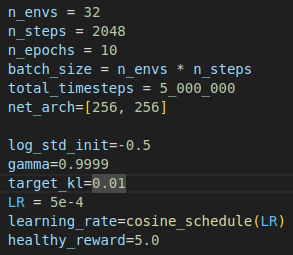 n_envs = 32
n_steps = 2048
n_epochs = 10
batch_size = n_envs * n_steps
total_timesteps = 5_000_000
net_arch=[256, 256]
log_std_init=-0.5
gamma=0.9999
target_kl=0.01
LR = 5e-4
learning_rate=cosine_schedule(LR)
healthy_reward=5.0